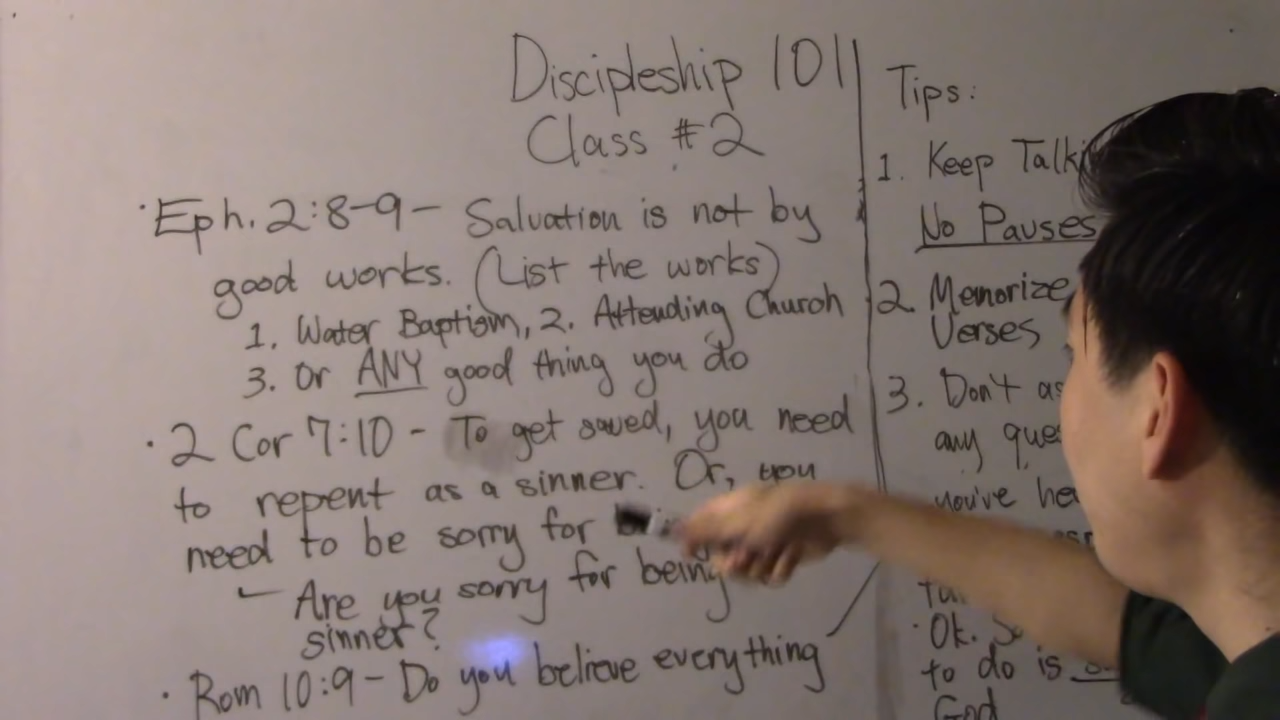 Discipleship 101
Class #2
· Eph. 2:8-9 - Salvation is not by
good works. (List the works)
1. Water Baptism, 2. Attending Church
3. Or ANY good thing you do
· 2 Cor 7:10 - To get saved, you need
to repent as a sinner. Or, you
need to be sorry for
- Are you sorry for being
sinner?
· Rom 10:9 - Do you believe everything
Tips:
1. Keep
No Pauses
2. Memorize
Verses
3. Don't
any
you've
· Ok.
to do is
God